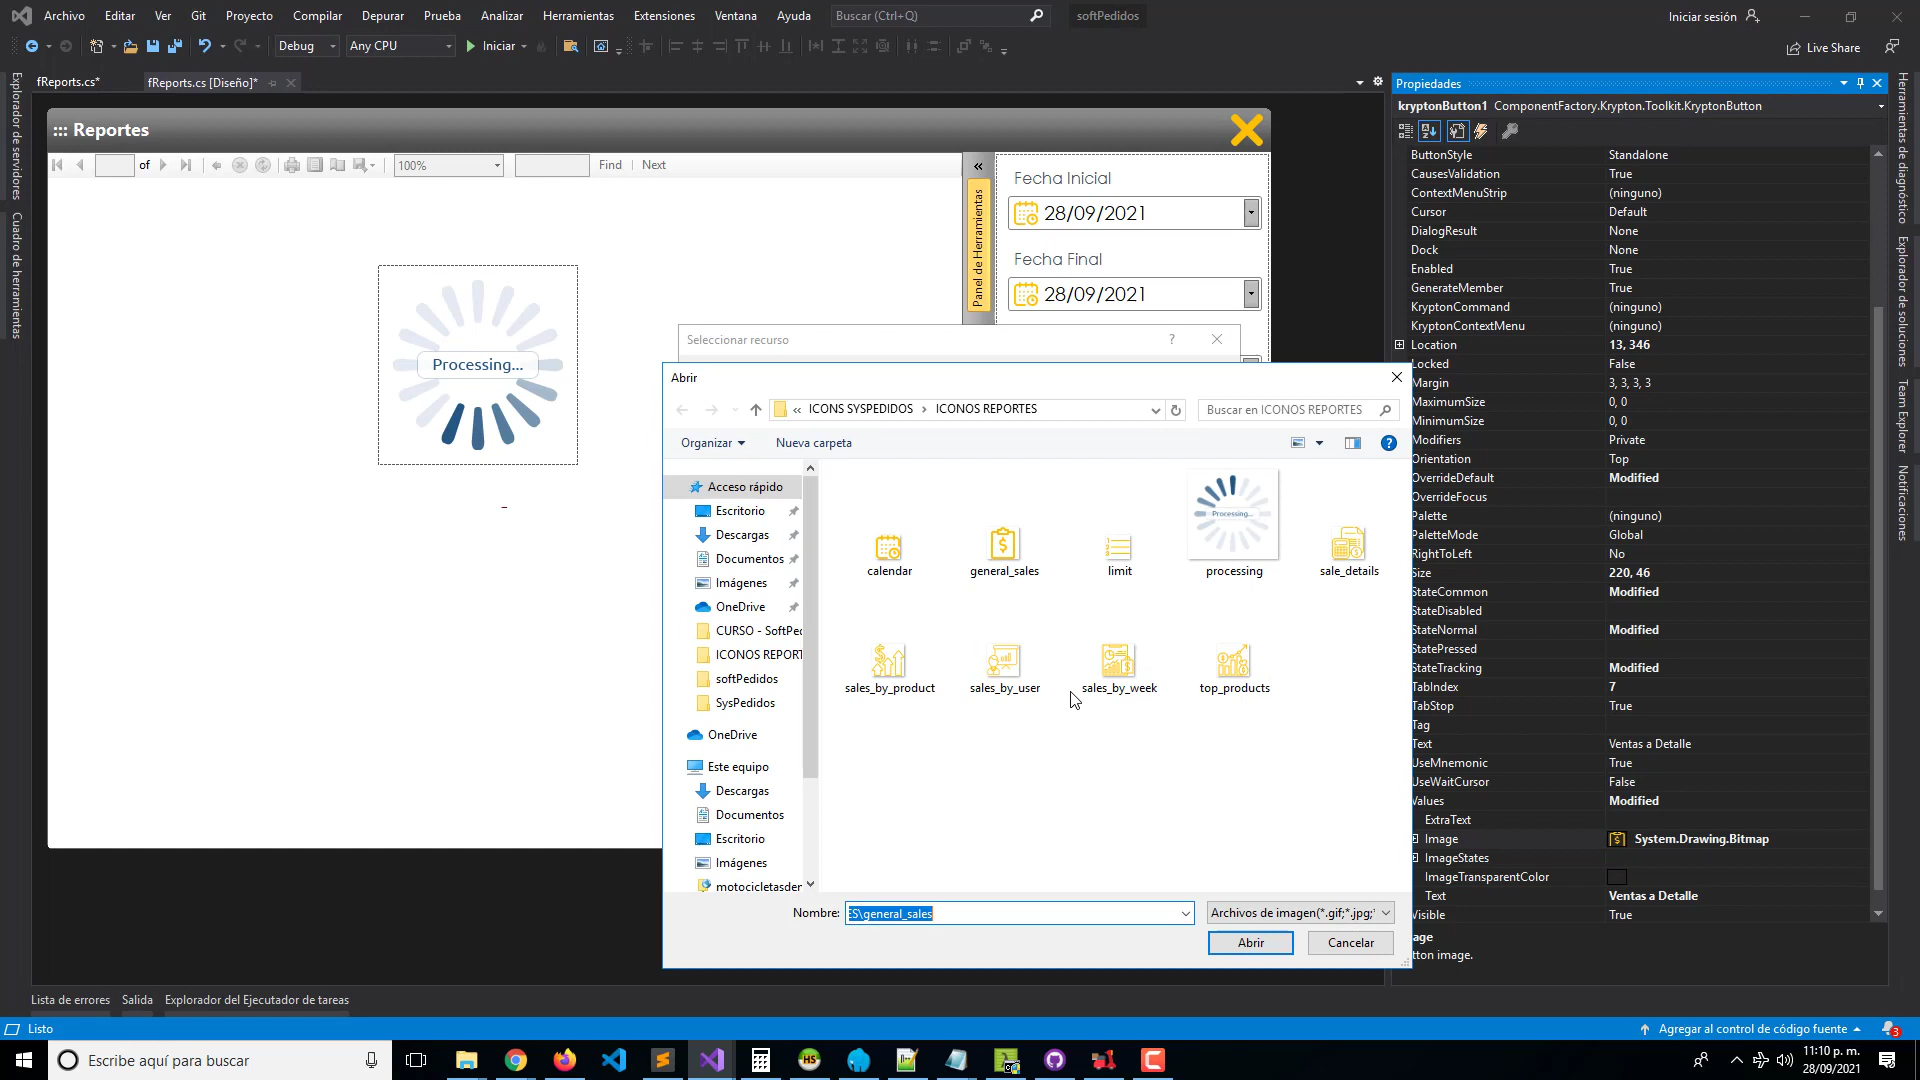 Archivo Editar Ver Git Proyecto Compilar Depurar Prueba Analizar Herramientas Extensiones Ventana Ayuda Buscar (Ctrl+Q) softPedidos Iniciar sesión
Debug Any CPU Iniciar Live Share
fReports.cs* fReports.cs [Diseño]*
Explorador de servidores
Cuadro de herramientas
::: Reportes
of 100% Find Next
Panel de Herramientas
Fecha Inicial
28/09/2021
Fecha Final
28/09/2021
Processing...
Seleccionar recurso ?
Abrir
« ICONS SYSPEDIDOS › ICONOS REPORTES Buscar en ICONOS REPORTES
Organizar Nueva carpeta
Acceso rápido
Escritorio
Descargas
Documentos
Imágenes
OneDrive
CURSO - SoftPed
ICONOS REPORT
softPedidos
SysPedidos
OneDrive
Este equipo
Descargas
Documentos
Escritorio
Imágenes
motocicletasden
Processing...
calendar general_sales limit processing sale_details
sales_by_product sales_by_user sales_by_week top_products
Nombre: ES\general_sales Archivos de imagen(*.gif;*.jpg;*
Abrir Cancelar
Propiedades
kryptonButton1 ComponentFactory.Krypton.Toolkit.KryptonButton
ButtonStyle Standalone
CausesValidation True
ContextMenuStrip (ninguno)
Cursor Default
DialogResult None
Dock None
Enabled True
GenerateMember True
KryptonCommand (ninguno)
KryptonContextMenu (ninguno)
Location 13, 346
Locked False
Margin 3, 3, 3, 3
MaximumSize 0, 0
MinimumSize 0, 0
Modifiers Private
Orientation Top
OverrideDefault Modified
OverrideFocus
Palette (ninguno)
PaletteMode Global
RightToLeft No
Size 220, 46
StateCommon Modified
StateDisabled
StateNormal Modified
StatePressed
StateTracking Modified
TabIndex 7
TabStop True
Tag
Text Ventas a Detalle
UseMnemonic True
UseWaitCursor False
Values Modified
ExtraText
Image System.Drawing.Bitmap
ImageStates
ImageTransparentColor
Text Ventas a Detalle
Visible True
age
ton image.
Herramientas de diagnóstico
Explorador de soluciones
Team Explorer
Notificaciones
Lista de errores Salida Explorador del Ejecutador de tareas
Listo Agregar al control de código fuente 3
Escribe aquí para buscar
HS
11:10 p. m.
28/09/2021